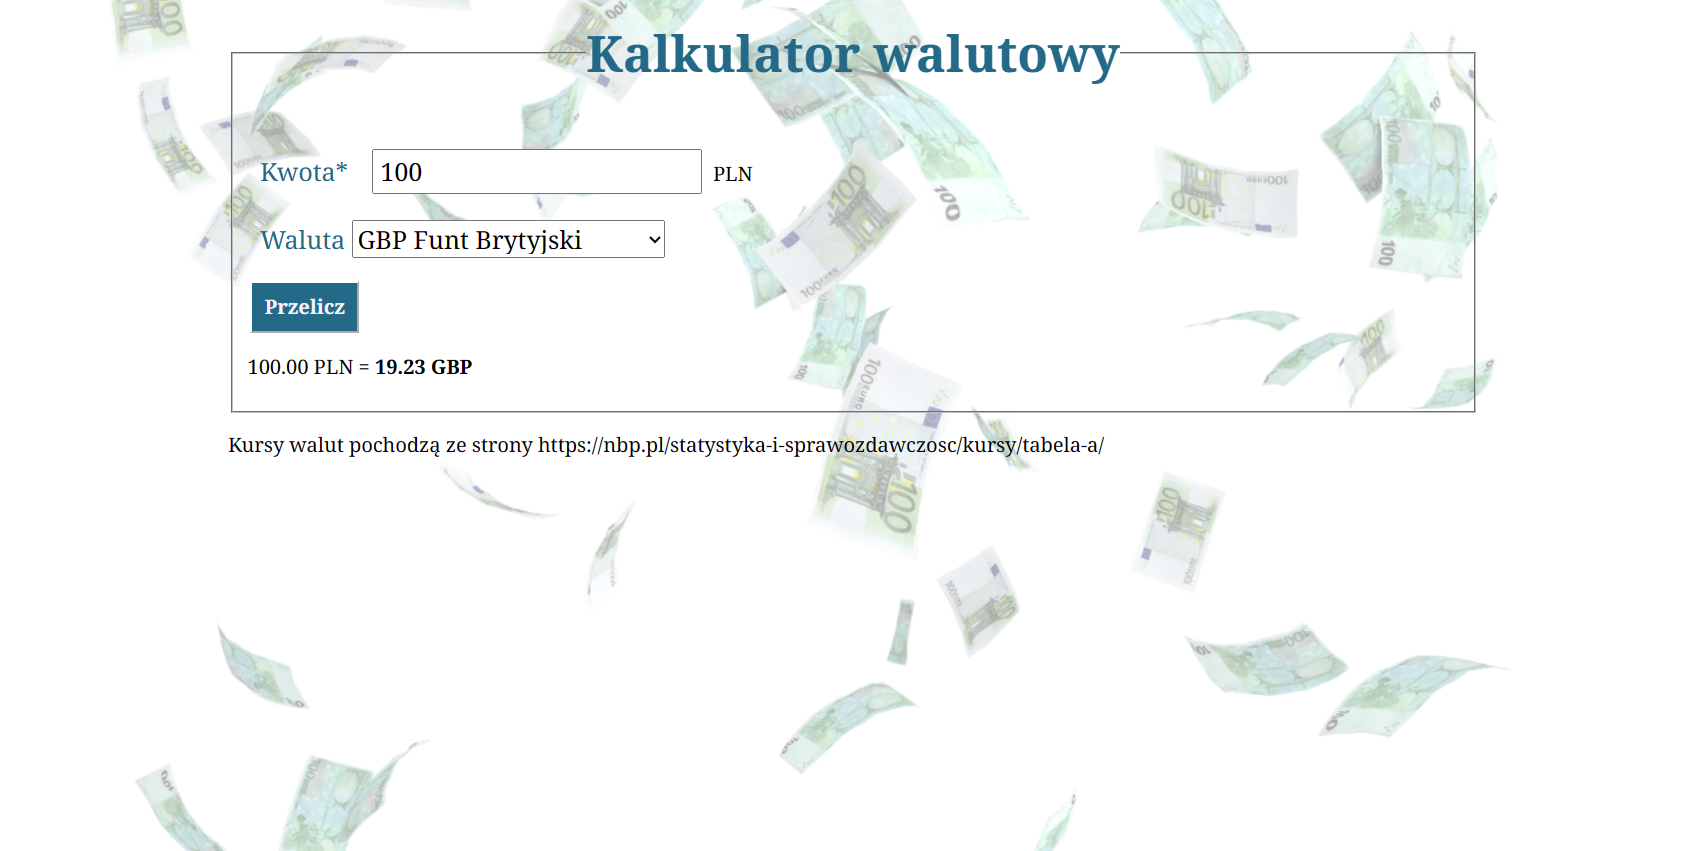 Kalkulator walutowy
Kwota* 100 PLN
Waluta GBP Funt Brytyjski
Przelicz
100.00 PLN = 19.23 GBP
Kursy walut pochodzą ze strony https://nbp.pl/statystyka-i-sprawozdawczosc/kursy/tabela-a/